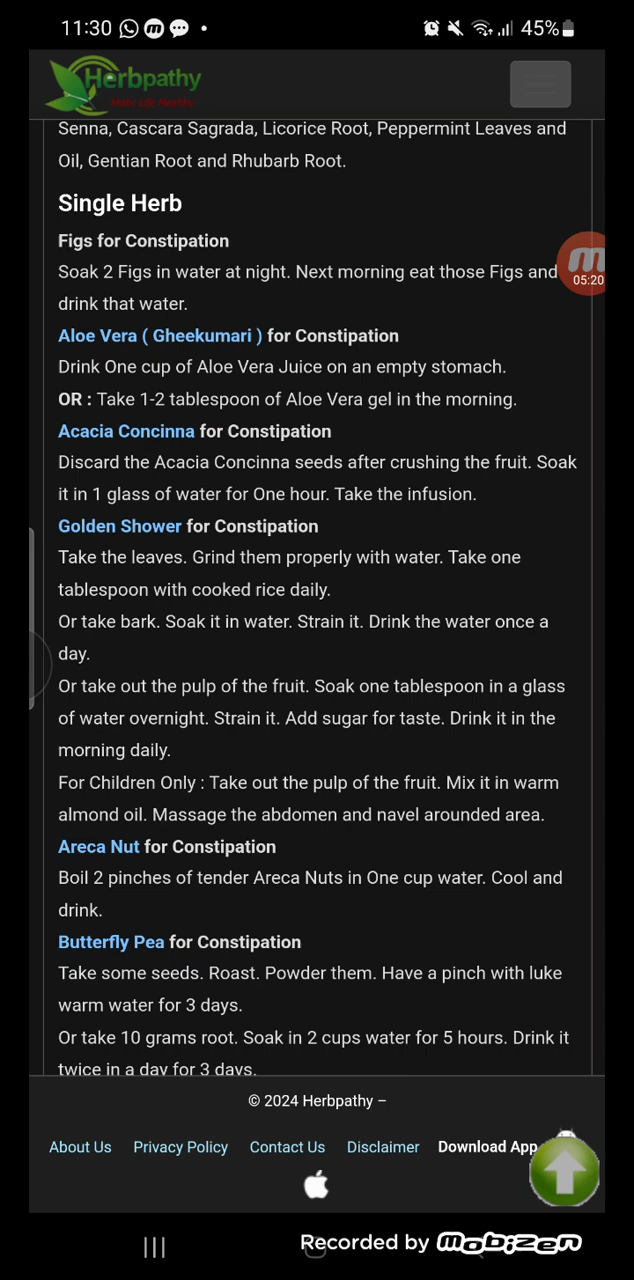 11:30
45%
Herbpathy
Make Life Healthy
Senna, Cascara Sagrada, Licorice Root, Peppermint Leaves and
Oil, Gentian Root and Rhubarb Root.
Single Herb
Figs for Constipation
Soak 2 Figs in water at night. Next morning eat those Figs and
drink that water.
05:20
Aloe Vera ( Gheekumari ) for Constipation
Drink One cup of Aloe Vera Juice on an empty stomach.
OR : Take 1-2 tablespoon of Aloe Vera gel in the morning.
Acacia Concinna for Constipation
Discard the Acacia Concinna seeds after crushing the fruit. Soak
it in 1 glass of water for One hour. Take the infusion.
Golden Shower for Constipation
Take the leaves. Grind them properly with water. Take one
tablespoon with cooked rice daily.
Or take bark. Soak it in water. Strain it. Drink the water once a
day.
Or take out the pulp of the fruit. Soak one tablespoon in a glass
of water overnight. Strain it. Add sugar for taste. Drink it in the
morning daily.
For Children Only : Take out the pulp of the fruit. Mix it in warm
almond oil. Massage the abdomen and navel arounded area.
Areca Nut for Constipation
Boil 2 pinches of tender Areca Nuts in One cup water. Cool and
drink.
Butterfly Pea for Constipation
Take some seeds. Roast. Powder them. Have a pinch with luke
warm water for 3 days.
Or take 10 grams root. Soak in 2 cups water for 5 hours. Drink it
twice in a day for 3 days.
© 2024 Herbpathy –
About Us Privacy Policy Contact Us Disclaimer Download App
Recorded by mobizen